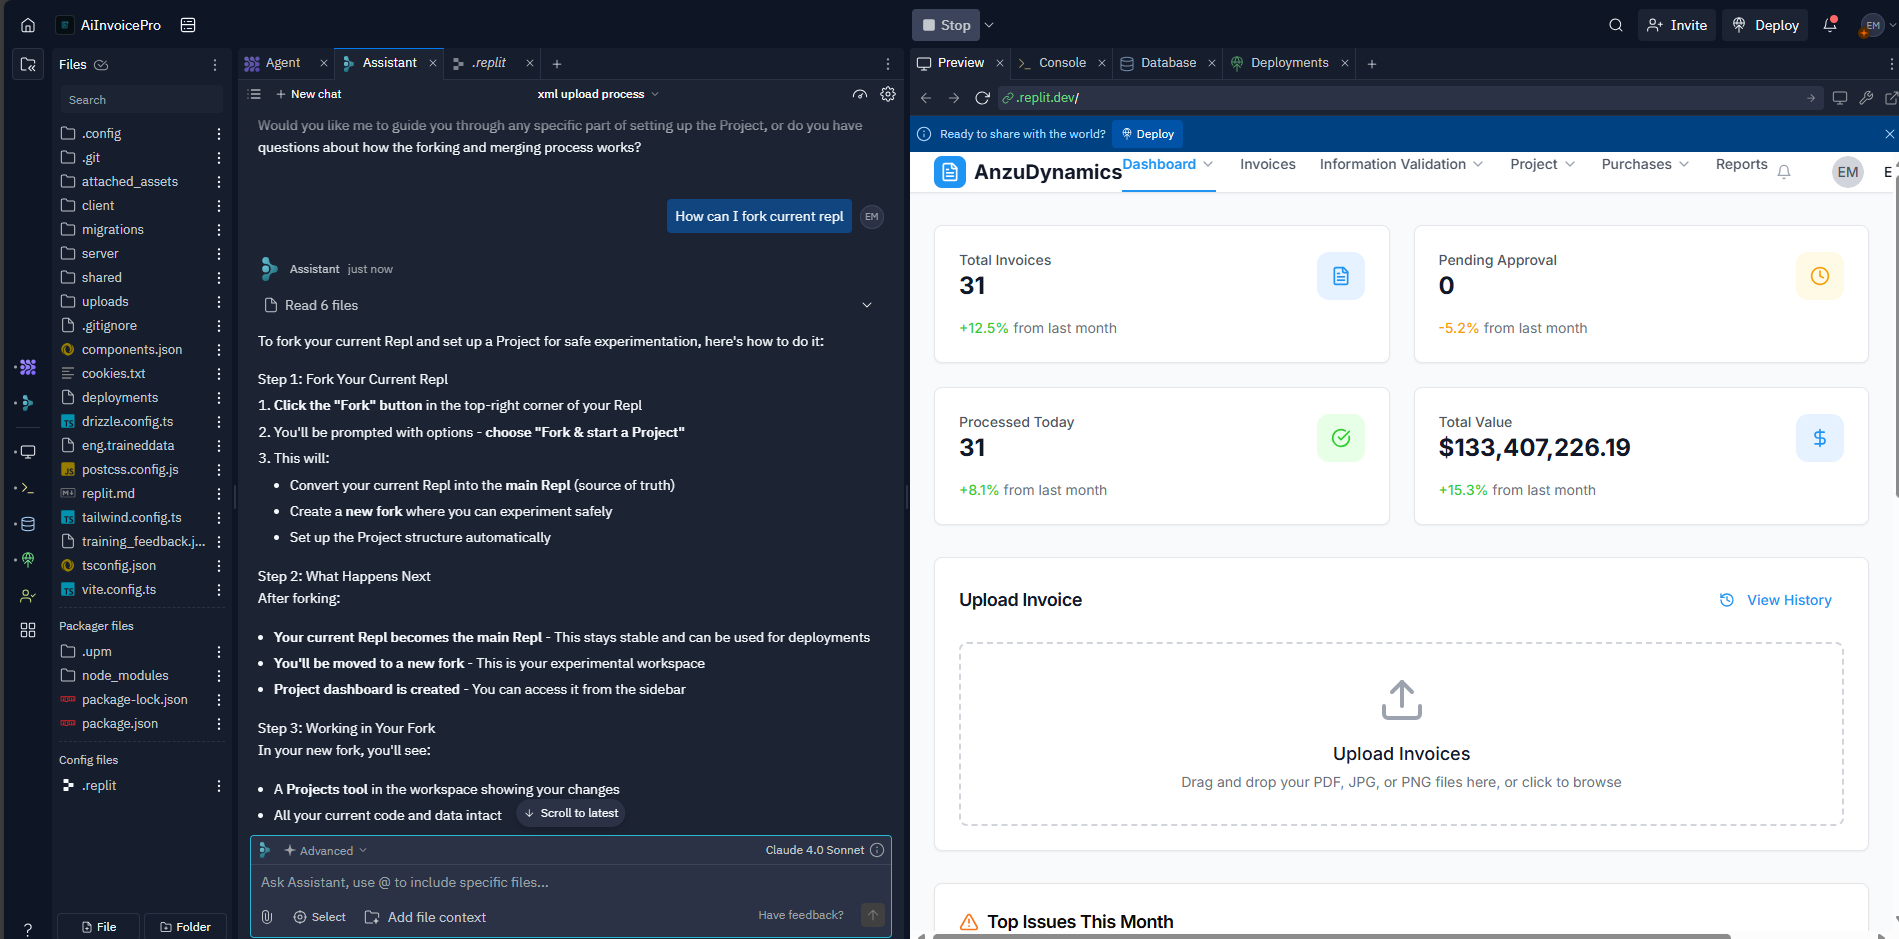 AiInvoicePro
Stop
Invite
Deploy
EM
Files
Search
.config
.git
attached_assets
client
migrations
server
shared
uploads
.gitignore
components.json
cookies.txt
deployments
drizzle.config.ts
eng.traineddata
postcss.config.js
replit.md
tailwind.config.ts
training_feedback.j...
tsconfig.json
vite.config.ts
Packager files
.upm
node_modules
package-lock.json
package.json
Config files
.replit
File
Folder
Agent
Assistant
.replit
New chat
xml upload process
Would you like me to guide you through any specific part of setting up the Project, or do you have
questions about how the forking and merging process works?
How can I fork current repl
EM
Assistant just now
Read 6 files
To fork your current Repl and set up a Project for safe experimentation, here's how to do it:
Step 1: Fork Your Current Repl
1. Click the "Fork" button in the top-right corner of your Repl
2. You'll be prompted with options - choose "Fork & start a Project"
3. This will:
• Convert your current Repl into the main Repl (source of truth)
• Create a new fork where you can experiment safely
• Set up the Project structure automatically
Step 2: What Happens Next
After forking:
• Your current Repl becomes the main Repl - This stays stable and can be used for deployments
• You'll be moved to a new fork - This is your experimental workspace
• Project dashboard is created - You can access it from the sidebar
Step 3: Working in Your Fork
In your new fork, you'll see:
• A Projects tool in the workspace showing your changes
• All your current code and data intact
Scroll to latest
Advanced
Claude 4.0 Sonnet
Ask Assistant, use @ to include specific files...
Select
Add file context
Have feedback?
Preview
Console
Database
Deployments
.replit.dev/
Ready to share with the world?
Deploy
AnzuDynamics
Dashboard
Invoices
Information Validation
Project
Purchases
Reports
EM
E
Total Invoices
31
+12.5% from last month
Pending Approval
0
-5.2% from last month
Processed Today
31
+8.1% from last month
Total Value
$133,407,226.19
+15.3% from last month
Upload Invoice
View History
Upload Invoices
Drag and drop your PDF, JPG, or PNG files here, or click to browse
Top Issues This Month